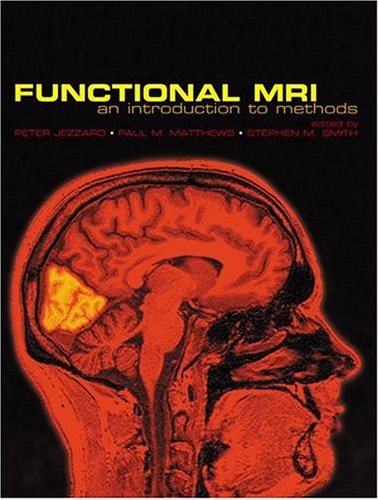 FUNCTIONAL MRI
an introduction to methods
edited by
PETER JEZZARD • PAUL M. MATTHEWS • STEPHEN M. SMITH